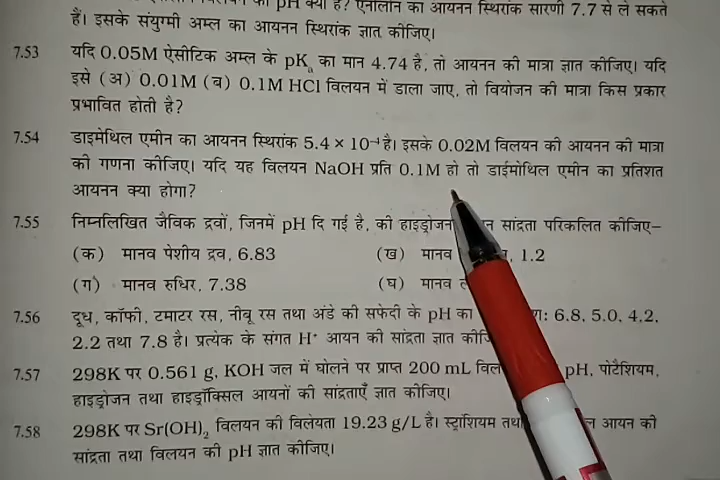 pH क्या है? ऐनीलीन का आयनन स्थिरांक सारणी 7.7 से ले सकते
हैं। इसके संयुग्मी अम्ल का आयनन स्थिरांक ज्ञात कीजिए।
7.53 यदि 0.05M ऐसीटिक अम्ल के pKa का मान 4.74 है, तो आयनन की मात्रा ज्ञात कीजिए। यदि
इसे (अ) 0.01M (ब) 0.1M HCl विलयन में डाला जाए, तो वियोजन की मात्रा किस प्रकार
प्रभावित होती है?
7.54 डाइमेथिल एमीन का आयनन स्थिरांक 5.4 × 10⁻⁴ है। इसके 0.02M विलयन की आयनन की मात्रा
की गणना कीजिए। यदि यह विलयन NaOH प्रति 0.1M हो तो डाईमोथिल एमीन का प्रतिशत
आयनन क्या होगा?
7.55 निम्नलिखित जैविक द्रवों, जिनमें pH दि गई है, की हाइड्रोजन सांद्रता परिकलित कीजिए–
(क) मानव पेशीय द्रव, 6.83 (ख) मानव , 1.2
(ग) मानव रुधिर, 7.38 (घ) मानव
7.56 दूध, कॉफी, टमाटर रस, नीबू रस तथा अंडे की सफेदी के pH का 6.8, 5.0, 4.2,
2.2 तथा 7.8 है। प्रत्येक के संगत H⁺ आयन की सांद्रता ज्ञात
7.57 298K पर 0.561 g, KOH जल में घोलने पर प्राप्त 200 mL pH, पोटैशियम,
हाइड्रोजन तथा हाइड्रॉक्सिल आयनों की सांद्रताएँ ज्ञात कीजिए।
7.58 298K पर Sr(OH)₂ विलयन की विलेयता 19.23 g/L है। स्ट्रांशियम आयन की
सांद्रता तथा विलयन की pH ज्ञात कीजिए।